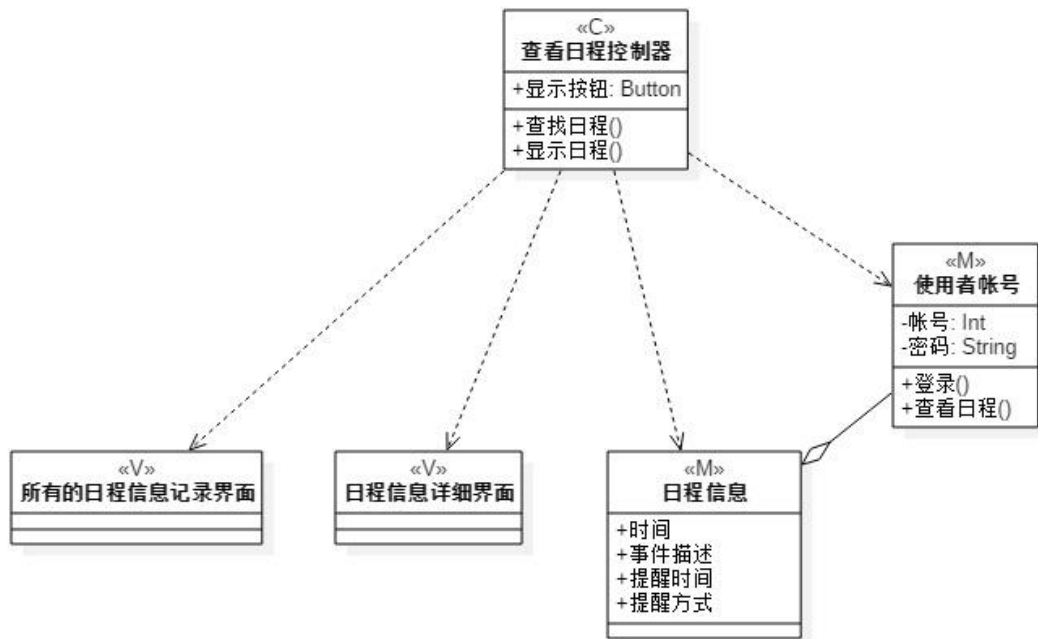 «C»
查看日程控制器
+显示按钮: Button
+查找日程()
+显示日程()
«M»
使用者帐号
-帐号: Int
-密码: String
+登录()
+查看日程()
«V»
所有的日程信息记录界面
«V»
日程信息详细界面
«M»
日程信息
+时间
+事件描述
+提醒时间
+提醒方式